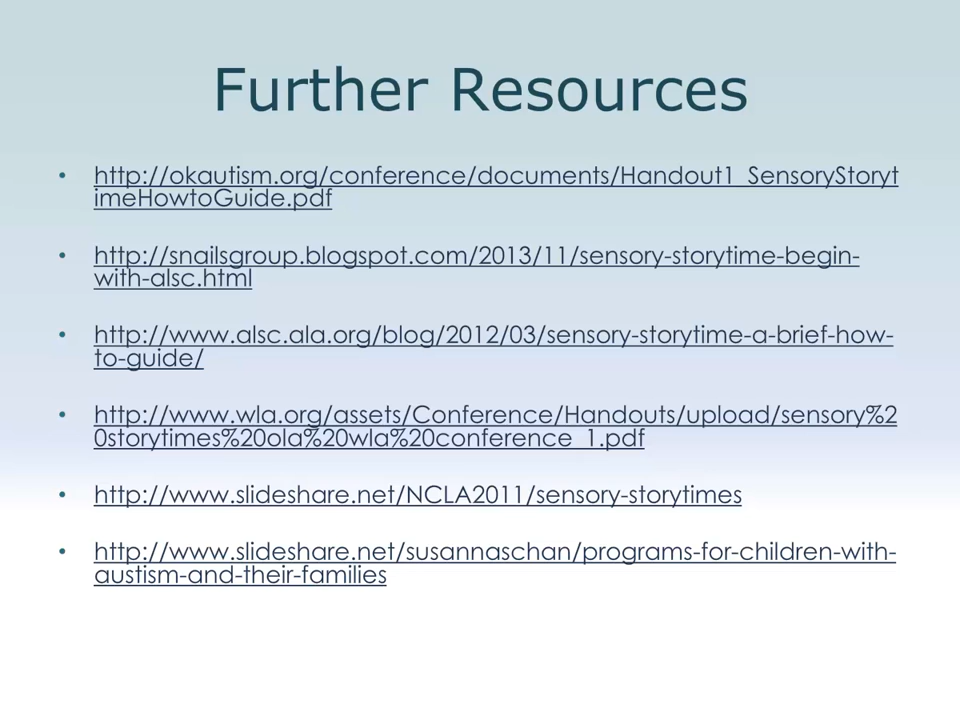 Further Resources
• http://okautism.org/conference/documents/Handout1_SensoryStoryt
imeHowtoGuide.pdf
• http://snailsgroup.blogspot.com/2013/11/sensory-storytime-begin-
with-alsc.html
• http://www.alsc.ala.org/blog/2012/03/sensory-storytime-a-brief-how-
to-guide/
• http://www.wla.org/assets/Conference/Handouts/upload/sensory%2
0storytimes%20ola%20wla%20conference_1.pdf
• http://www.slideshare.net/NCLA2011/sensory-storytimes
• http://www.slideshare.net/susannaschan/programs-for-children-with-
austism-and-their-families